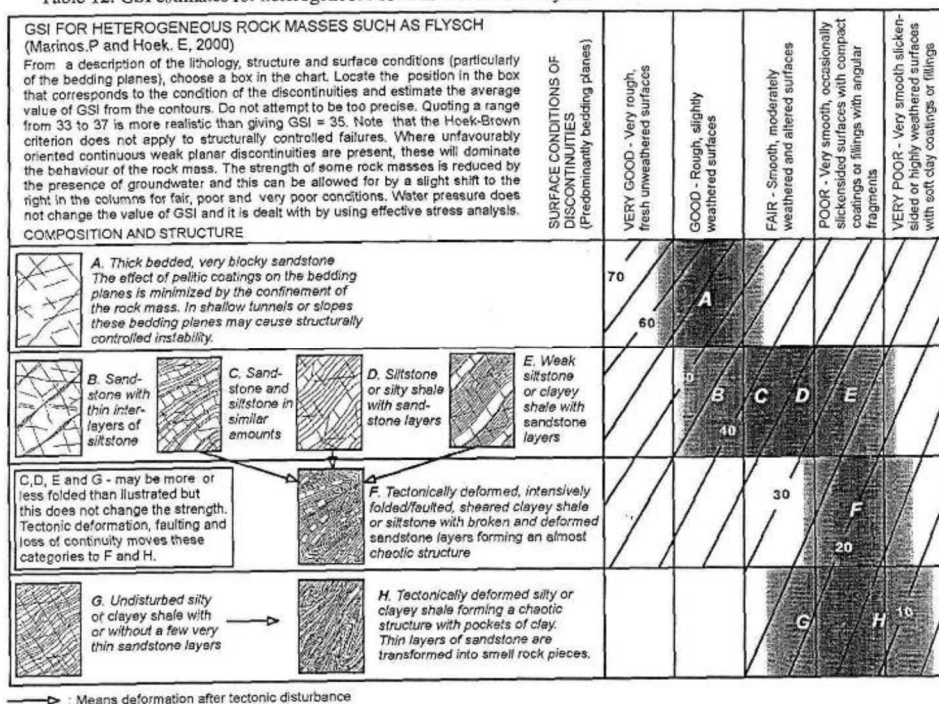 GSI FOR HETEROGENEOUS ROCK MASSES SUCH AS FLYSCH
(Marinos.P and Hoek. E, 2000)
From a description of the lithology, structure and surface conditions (particularly
of the bedding planes), choose a box in the chart. Locate the position in the box
that corresponds to the condition of the discontinuities and estimate the average
value of GSI from the contours. Do not attempt to be too precise. Quoting a range
from 33 to 37 is more realistic than giving GSI = 35. Note that the Hoek-Brown
criterion does not apply to structurally controlled failures. Where unfavourably
oriented continuous weak planar discontinuities are present, these will dominate
the behaviour of the rock mass. The strength of some rock masses is reduced by
the presence of groundwater and this can be allowed for by a slight shift to the
right in the columns for fair, poor and very poor conditions. Water pressure does
not change the value of GSI and it is dealt with by using effective stress analysis.
COMPOSITION AND STRUCTURE
SURFACE CONDITIONS OF
DISCONTINUITIES
(Predominantly bedding planes)
VERY GOOD - Very rough,
fresh unweathered surfaces
GOOD - Rough, slightly
weathered surfaces
FAIR - Smooth, moderately
weathered and altered surfaces
POOR - Very smooth, occasionally
slickensided surfaces with compact
coatings or fillings with angular
fragments
VERY POOR - Very smooth slicken-
sided or highly weathered surfaces
with soft clay coatings or fillings
A. Thick bedded, very blocky sandstone
The effect of pelitic coatings on the bedding
planes is minimized by the confinement of
the rock mass. In shallow tunnels or slopes
these bedding planes may cause structurally
controlled instability.
70
60
A
B. Sand-
stone with
thin inter-
layers of
siltstone
C. Sand-
stone and
siltstone in
similar
amounts
D. Siltstone
or silty shale
with sand-
stone layers
E. Weak
siltstone
or clayey
shale with
sandstone
layers
B
C
D
E
40
C,D, E and G - may be more or
less folded than ilustrated but
this does not change the strength.
Tectonic deformation, faulting and
loss of continuity moves these
categories to F and H.
F. Tectonically deformed, intensively
folded/faulted, sheared clayey shale
or siltstone with broken and deformed
sandstone layers forming an almost
chaotic structure
30
F
20
G. Undisturbed silty
or clayey shale with
or without a few very
thin sandstone layers
H. Tectonically deformed silty or
clayey shale forming a chaotic
structure with pockets of clay.
Thin layers of sandstone are
transformed into small rock pieces.
G
H
10
: Means deformation after tectonic disturbance